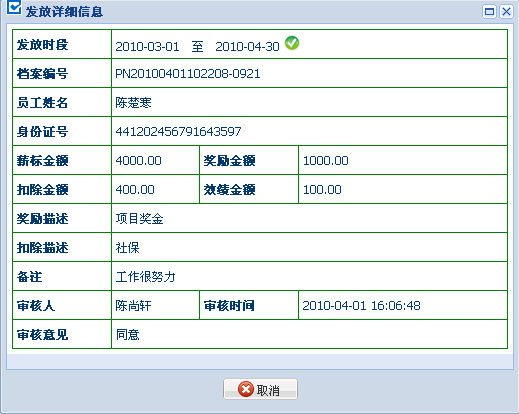 发放详细信息
发放时段 2010-03-01 至 2010-04-30
档案编号 PN20100401102208-0921
员工姓名 陈楚寒
身份证号 441202456791643597
薪标金额 4000.00 奖励金额 1000.00
扣除金额 400.00 效绩金额 100.00
奖励描述 项目奖金
扣除描述 社保
备注 工作很努力
审核人 陈尚轩 审核时间 2010-04-01 16:06:48
审核意见 同意
取消